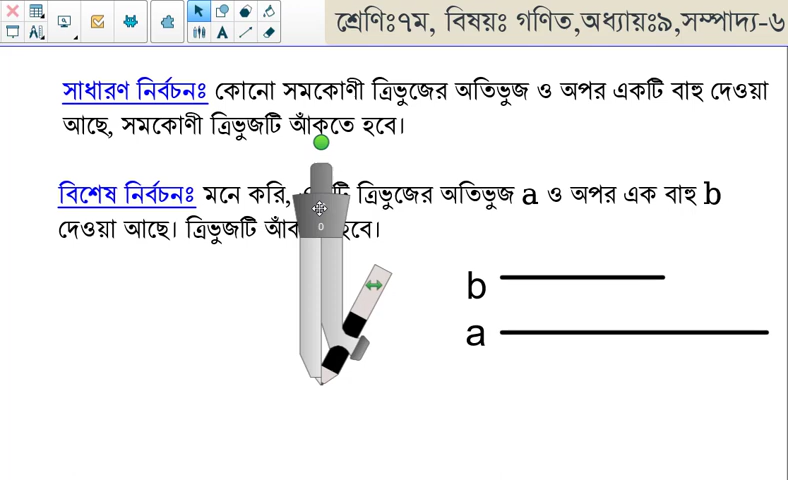 শ্রেণিঃ৭ম, বিষয়ঃ গণিত,অধ্যায়ঃ৯,সম্পাদ্য-৬
সাধারণ নির্বচনঃ কোনো সমকোণী ত্রিভুজের অতিভুজ ও অপর একটি বাহু দেওয়া
আছে, সমকোণী ত্রিভুজটি আঁকতে হবে।
বিশেষ নির্বচনঃ মনে করি, ত্রিভুজের অতিভুজ a ও অপর এক বাহু b
দেওয়া আছে। ত্রিভুজটি হবে।
0
b
a